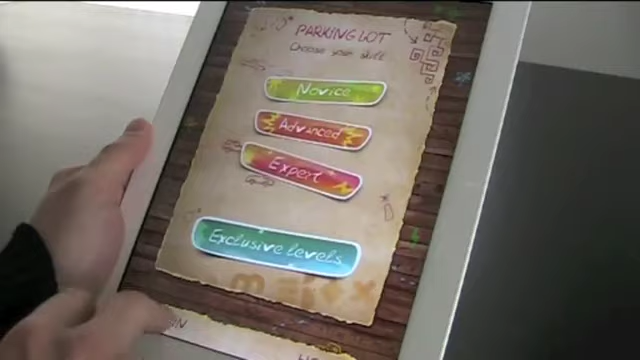 PARKING LOT
Choose your skill
Novice
Advanced
Expert
Exclusive levels